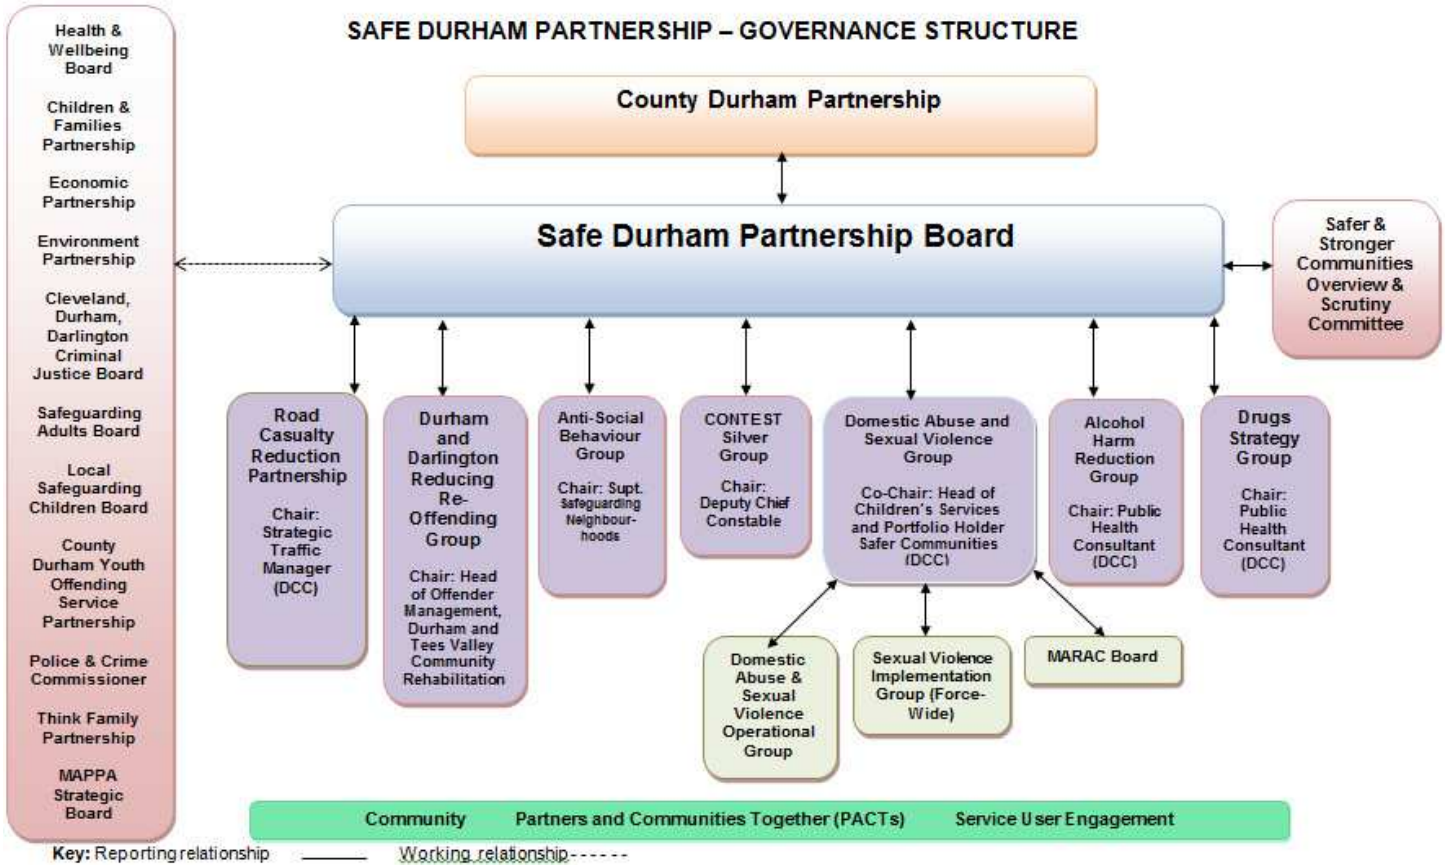 SAFE DURHAM PARTNERSHIP – GOVERNANCE STRUCTURE
Health &
Wellbeing
Board
Children &
Families
Partnership
Economic
Partnership
Environment
Partnership
Cleveland,
Durham,
Darlington
Criminal
Justice Board
Safeguarding
Adults Board
Local
Safeguarding
Children Board
County
Durham Youth
Offending
Service
Partnership
Police & Crime
Commissioner
Think Family
Partnership
MAPPA
Strategic
Board
County Durham Partnership
Safe Durham Partnership Board
Safer &
Stronger
Communities
Overview &
Scrutiny
Committee
Road
Casualty
Reduction
Partnership
Chair:
Strategic
Traffic
Manager
(DCC)
Durham
and
Darlington
Reducing
Re-
Offending
Group
Chair: Head
of Offender
Management,
Durham and
Tees Valley
Community
Rehabilitation
Anti-Social
Behaviour
Group
Chair: Supt.
Safeguarding
Neighbour-
hoods
CONTEST
Silver
Group
Chair:
Deputy Chief
Constable
Domestic Abuse and
Sexual Violence
Group
Co-Chair: Head of
Children's Services
and Portfolio Holder
Safer Communities
(DCC)
Alcohol
Harm
Reduction
Group
Chair: Public
Health
Consultant
(DCC)
Drugs
Strategy
Group
Chair:
Public
Health
Consultant
(DCC)
Domestic
Abuse &
Sexual
Violence
Operational
Group
Sexual Violence
Implementation
Group (Force-
Wide)
MARAC Board
Community Partners and Communities Together (PACTs) Service User Engagement
Key: Reporting relationship ______ Working relationship------